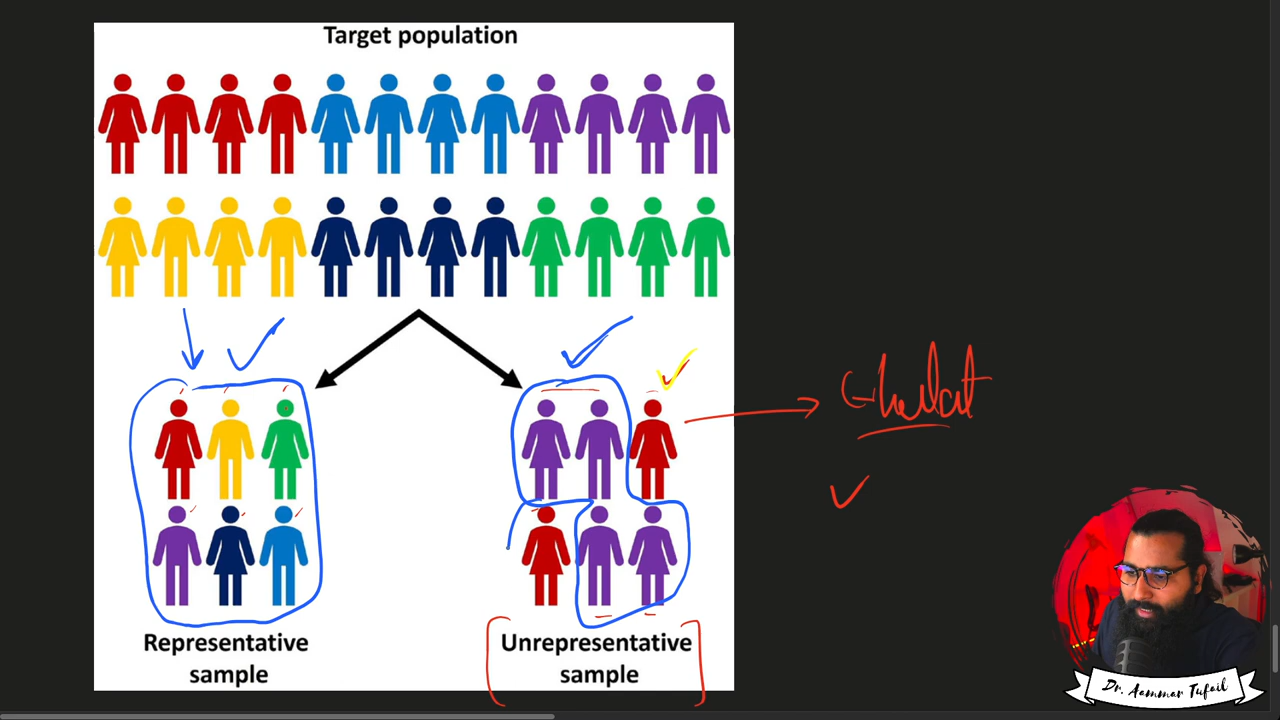 Target population
Ghalat
Representative
sample
Unrepresentative
sample
Dr. Aammar Tufail